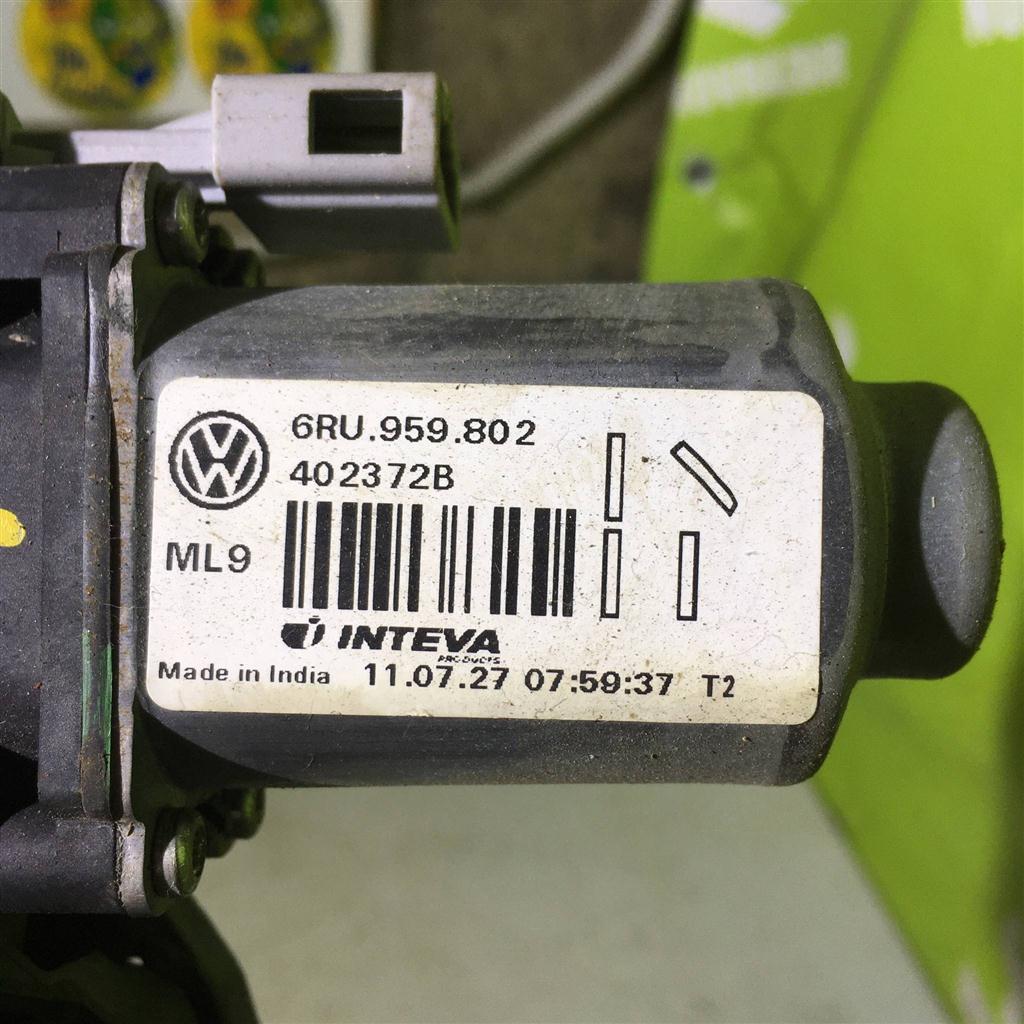 6RU.959.802
402372B
ML9
INTEVA
PRODUCTS
Made in India 11.07.27 07:59:37 T2